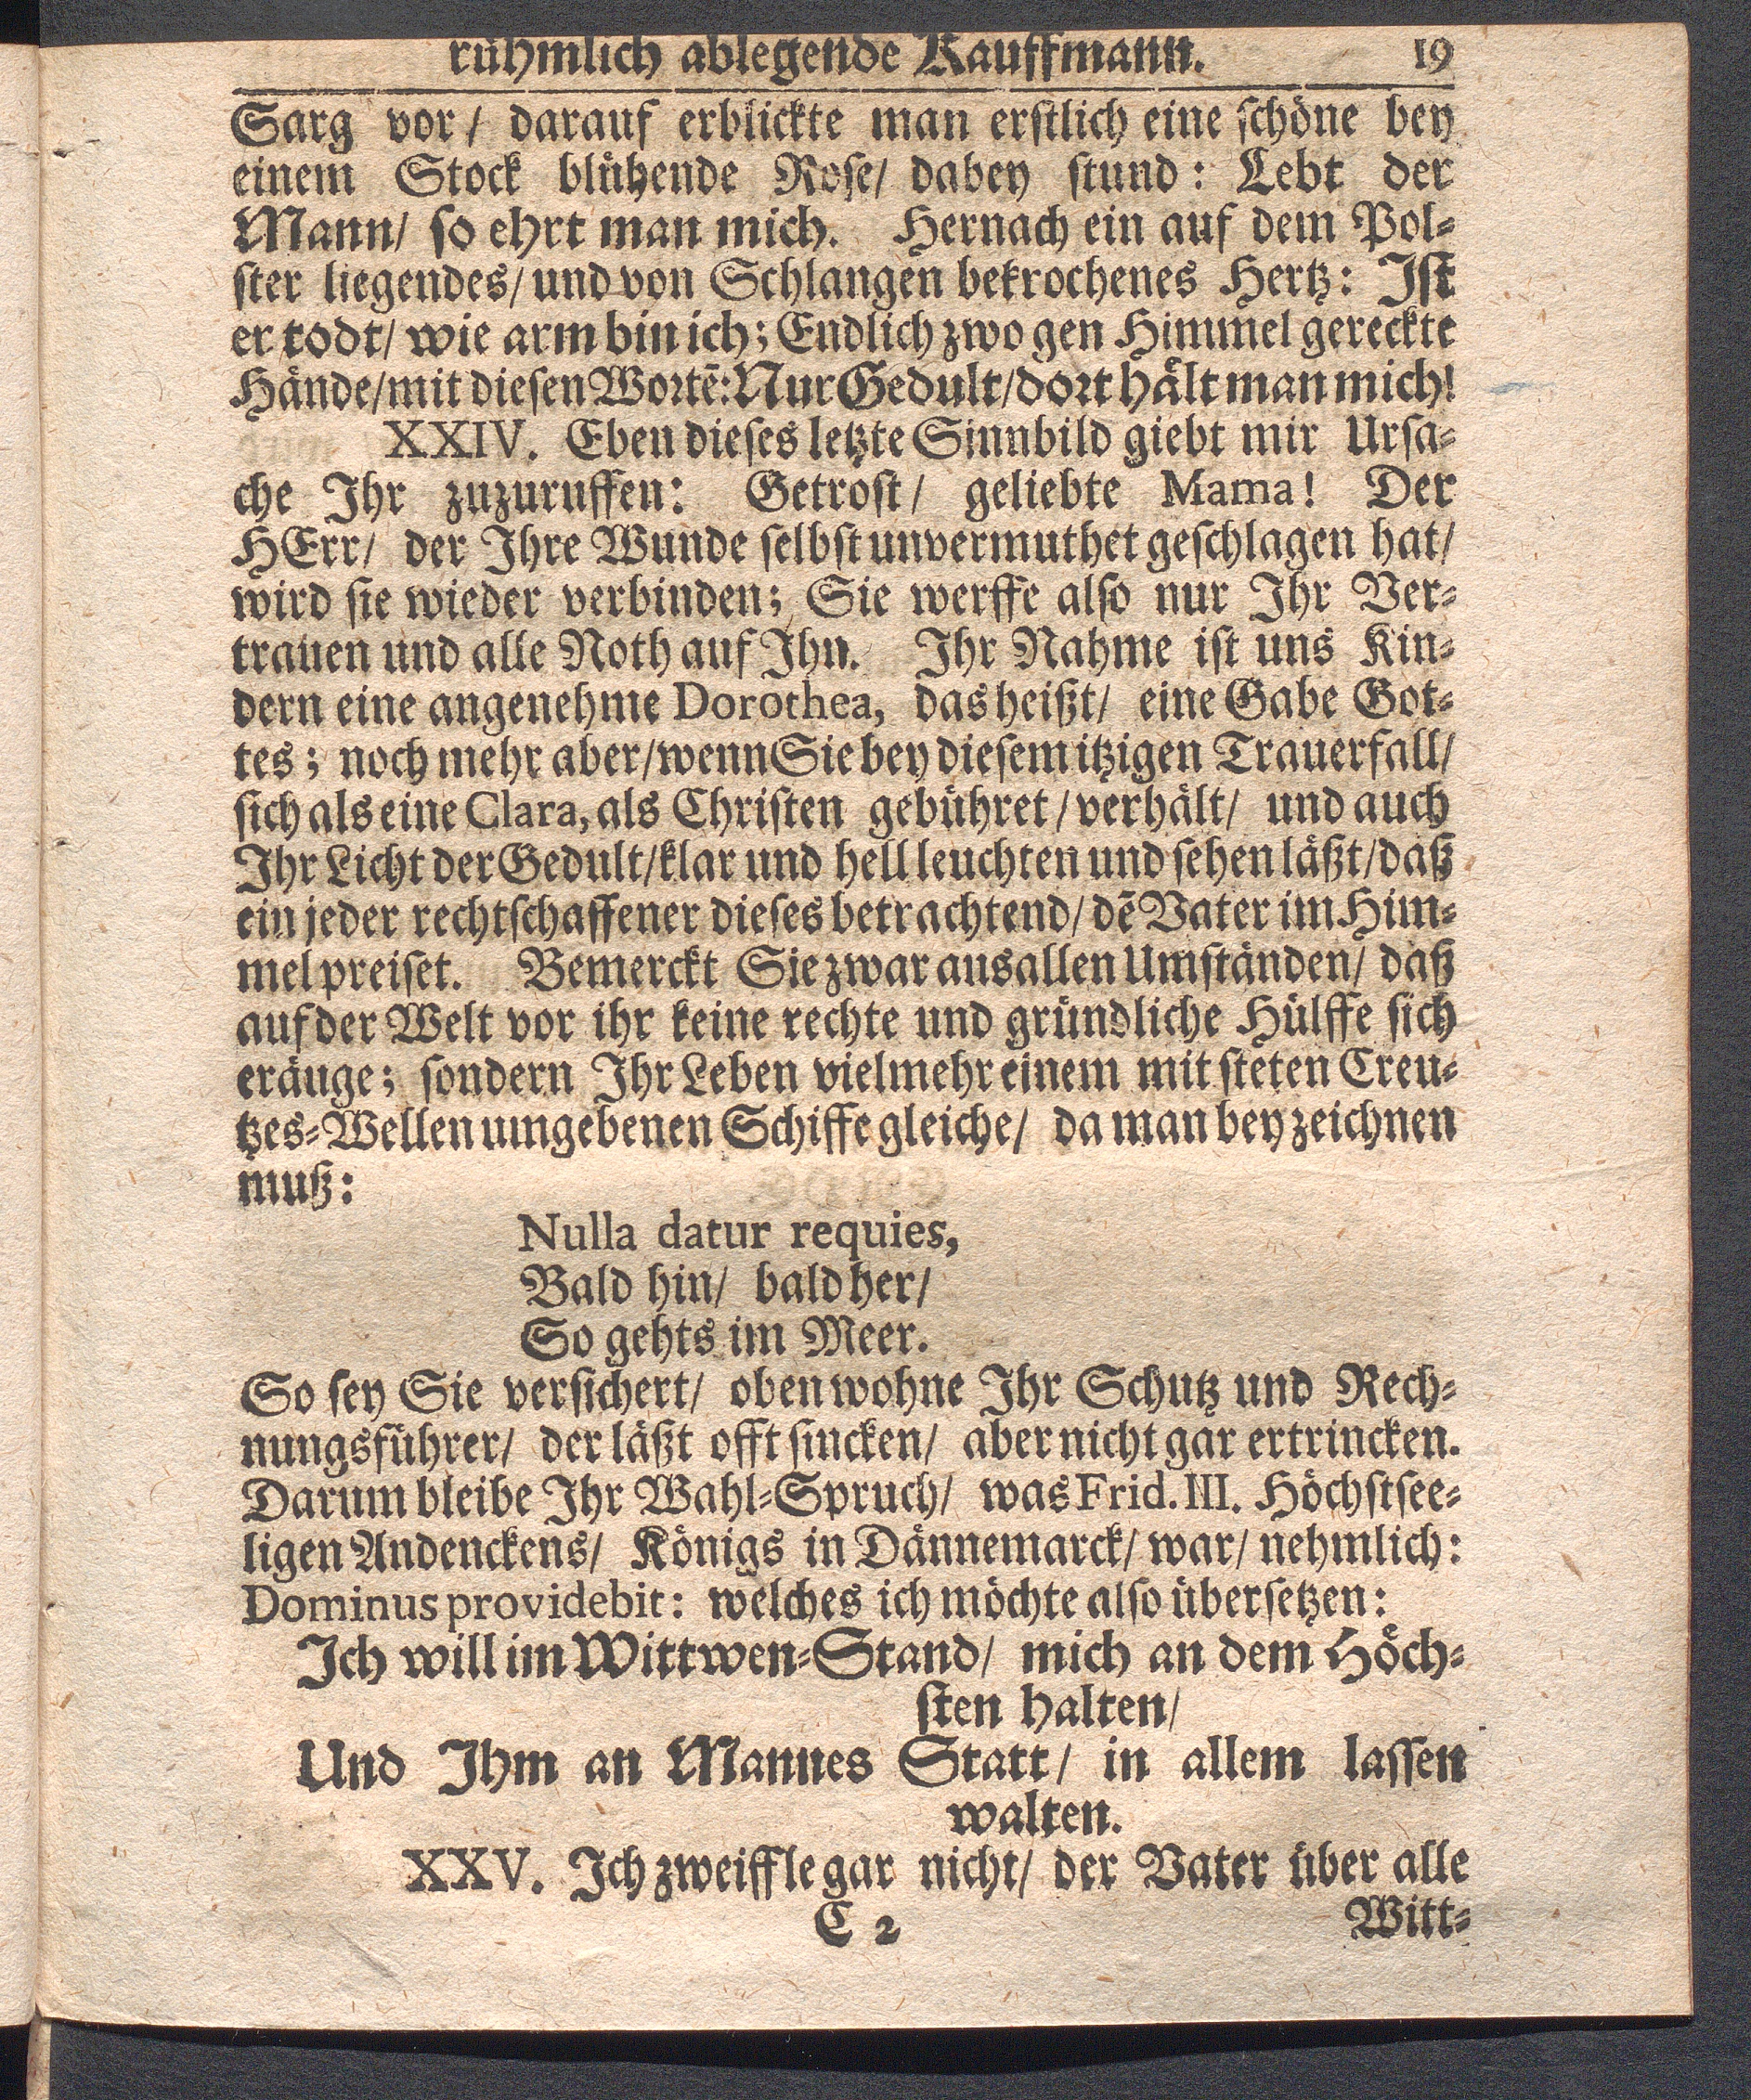 rühmlich ablegende Kauffmann. 19
Sarg vor / darauf erblickte man erſtlich eine ſchöne bey
einem Stock blühende Roſe / dabey ſtund : Lebt der
Mann / ſo ehrt man mich. Hernach ein auf dem Pol⸗
ſter liegendes / und von Schlangen bekrochenes Hertz : Iſt
er todt / wie arm bin ich ; Endlich zwo gen Himmel gereckte
Hände / mit dieſen Wortẽ : Nur Gedult / dort hält man mich !
XXIV. Eben dieſes letzte Sinnbild giebt mir Urſa⸗
che Ihr zuzuruffen : Getroſt / geliebte Mama ! Der
HErr / der Ihre Wunde ſelbſt unvermuthet geſchlagen hat /
wird ſie wieder verbinden ; Sie werffe alſo nur Ihr Ver⸗
trauen und alle Noth auf Ihn. Ihr Nahme iſt uns Kin⸗
dern eine angenehme Dorothea, das heißt / eine Gabe Got⸗
tes ; noch mehr aber / wenn Sie bey dieſem itzigen Trauerfall /
ſich als eine Clara, als Chriſten gebühret / verhält / und auch
Ihr Licht der Gedult / klar und hell leuchten und ſehen läßt / daß
ein jeder rechtſchaffener dieſes betrachtend / dẽ Vater im Him⸗
mel preiſet. Bemerckt Sie zwar aus allen Umſtänden / daß
auf der Welt vor ihr keine rechte und gründliche Hülffe ſich
eräuge ; ſondern Ihr Leben vielmehr einem mit ſteten Creu⸗
tzes⸗Wellen umgebenen Schiffe gleiche / da man bey zeichnen
muß :
Nulla datur requies,
Bald hin / bald her /
So gehts im Meer.
So ſey Sie verſichert / oben wohne Ihr Schutz und Rech⸗
nungsführer / der läßt offt ſincken / aber nicht gar ertrincken.
Darum bleibe Ihr Wahl⸗Spruch / was Frid. III. Höchſtſee⸗
ligen Andenckens / Königs in Dännemarck / war / nehmlich :
Dominus providebit : welches ich möchte alſo überſetzen :
Ich will im Wittwen⸗Stand / mich an dem Höch⸗
ſten halten /
Und Ihm an Mannes Statt / in allem laſſen
walten.
XXV. Ich zweiffle gar nicht / der Vater über alle
C 2 Witt⸗